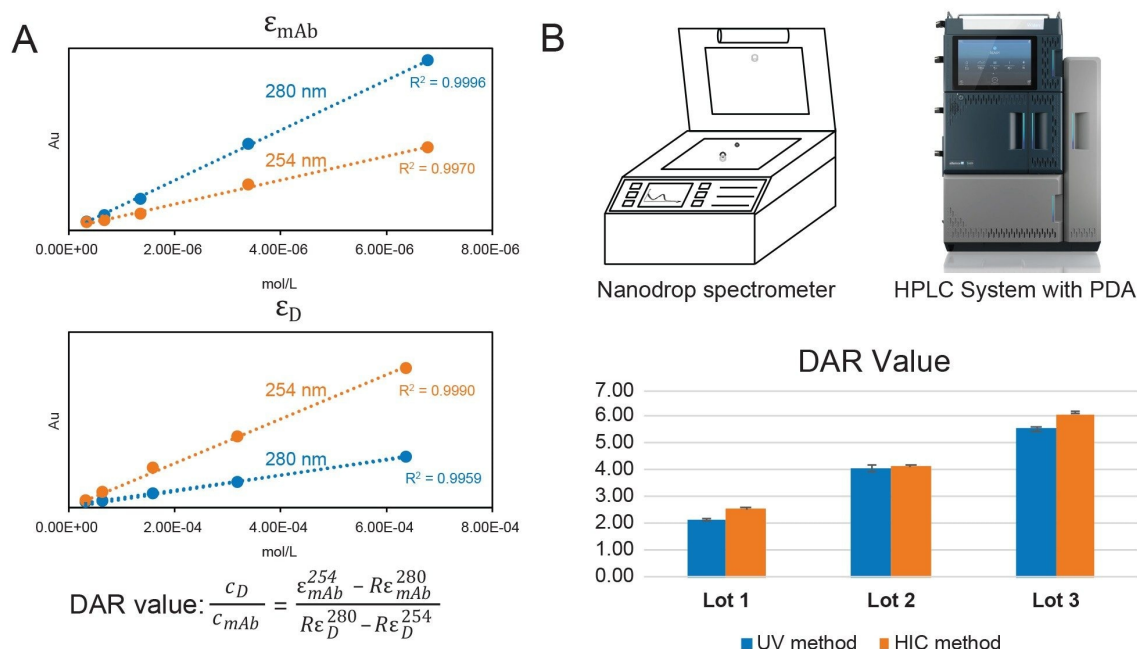 A
εmAb
280 nm
R² = 0.9996
Au
254 nm
R² = 0.9970
0.00E+00 2.00E-06 4.00E-06 6.00E-06 8.00E-06
mol/L
εD
254 nm
R² = 0.9990
Au
280 nm
R² = 0.9959
0.00E+00 2.00E-04 4.00E-04 6.00E-04 8.00E-04
mol/L
DAR value: c_D/c_mAb = (ε_mAb^254 – Rε_mAb^280)/(Rε_D^280 – Rε_D^254)
B
Nanodrop spectrometer
HPLC System with PDA
DAR Value
7.00
6.00
5.00
4.00
3.00
2.00
1.00
0.00
Lot 1 Lot 2 Lot 3
UV method HIC method